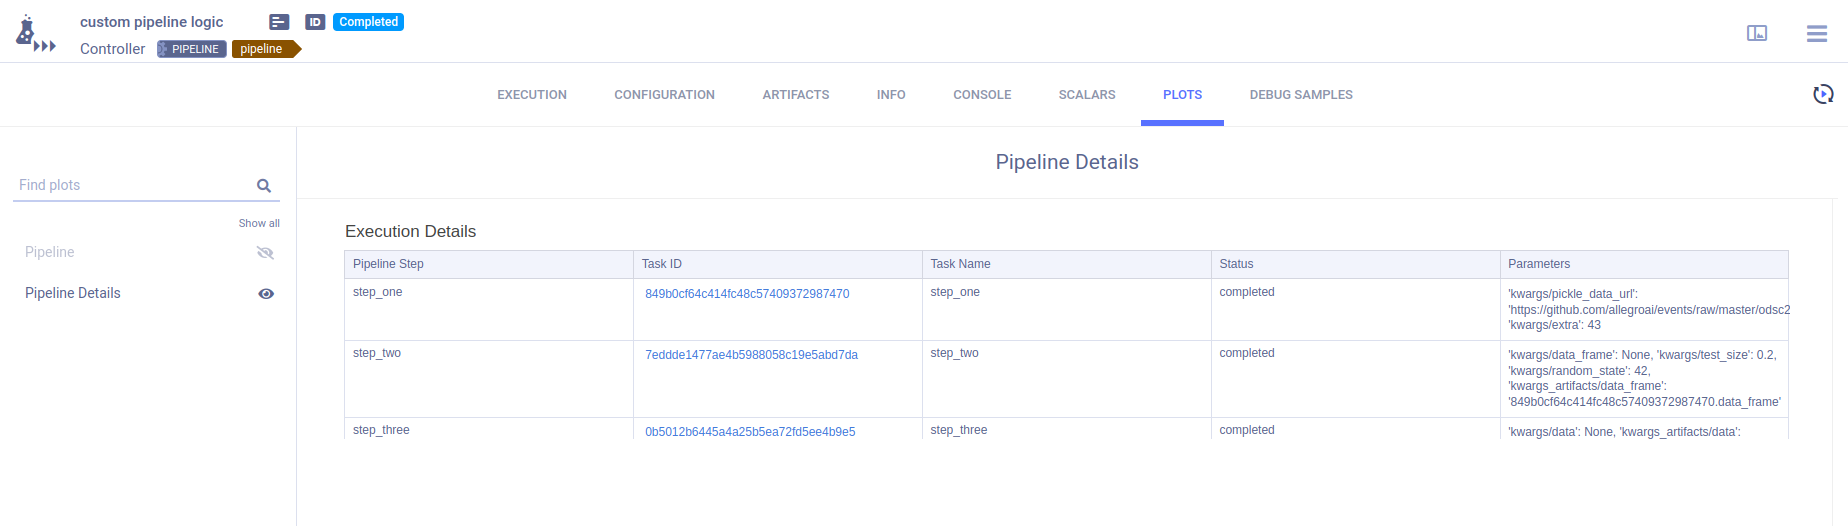 custom pipeline logic ID Completed
Controller PIPELINE pipeline
EXECUTION CONFIGURATION ARTIFACTS INFO CONSOLE SCALARS PLOTS DEBUG SAMPLES
Pipeline Details
Find plots
Show all
Pipeline
Pipeline Details
Execution Details
Pipeline Step Task ID Task Name Status Parameters
step_one 849b0cf64c414fc48c57409372987470 step_one completed 'kwargs/pickle_data_url':
'https://github.com/allegroai/events/raw/master/odsc2
'kwargs/extra': 43
step_two 7eddde1477ae4b5988058c19e5abd7da step_two completed 'kwargs/data_frame': None, 'kwargs/test_size': 0.2,
'kwargs/random_state': 42,
'kwargs_artifacts/data_frame':
'849b0cf64c414fc48c57409372987470.data_frame'
step_three 0b5012b6445a4a25b5ea72fd5ee4b9e5 step_three completed 'kwargs/data': None, 'kwargs_artifacts/data':